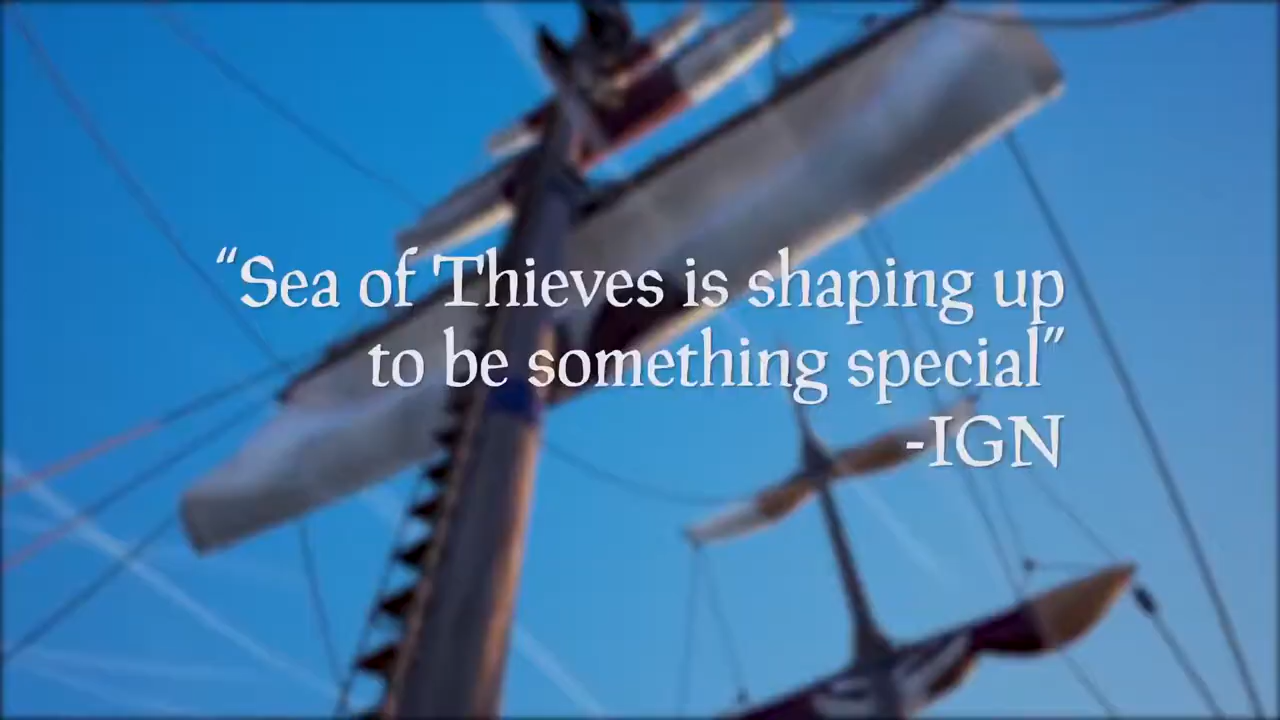 “Sea of Thieves is shaping up
to be something special”
-IGN